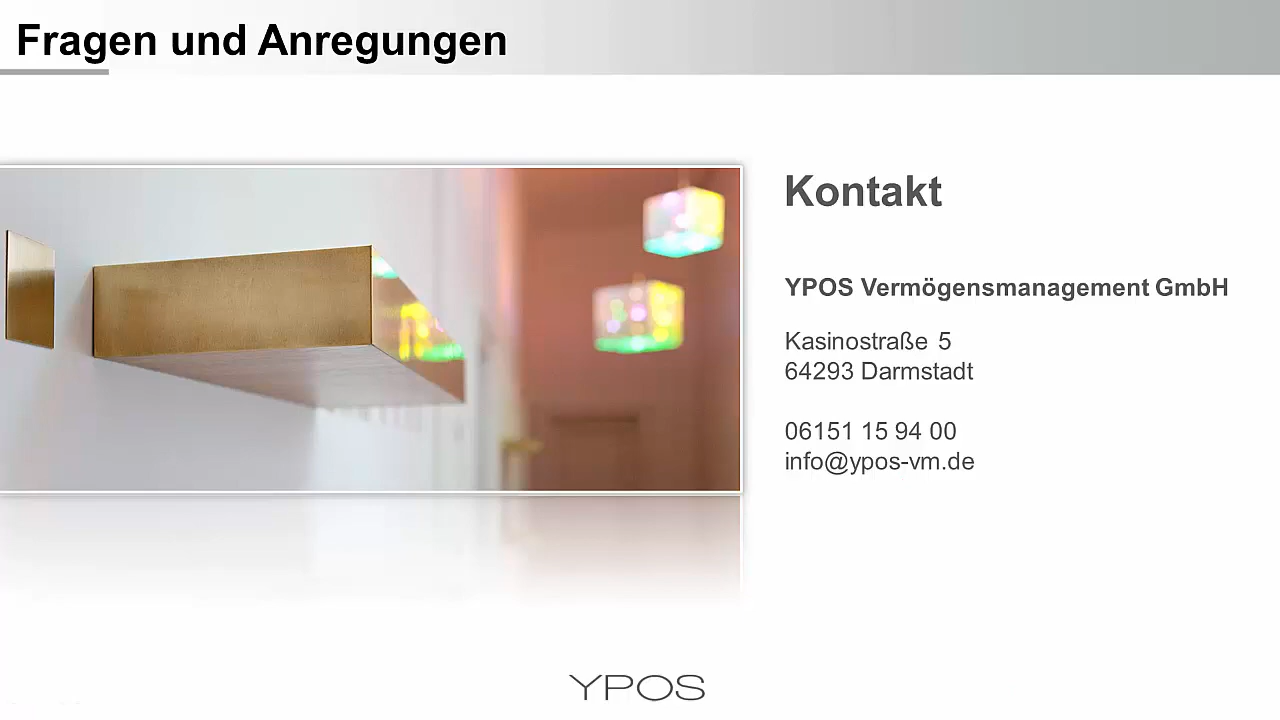 Fragen und Anregungen
Kontakt
YPOS Vermögensmanagement GmbH
Kasinostraße 5
64293 Darmstadt
06151 15 94 00
info@ypos-vm.de
YPOS